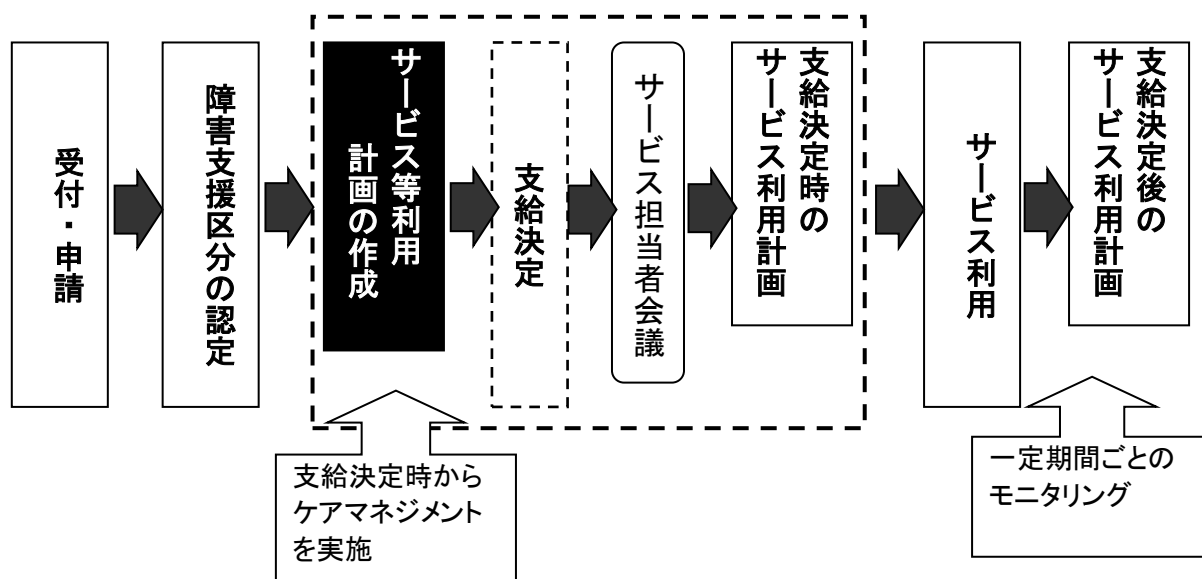 受付・申請
障害支援区分の認定
サービス等利用
計画の作成
支給決定
サービス担当者会議
支給決定時の
サービス利用計画
サービス利用
支給決定後の
サービス利用計画
支給決定時から
ケアマネジメント
を実施
一定期間ごとの
モニタリング